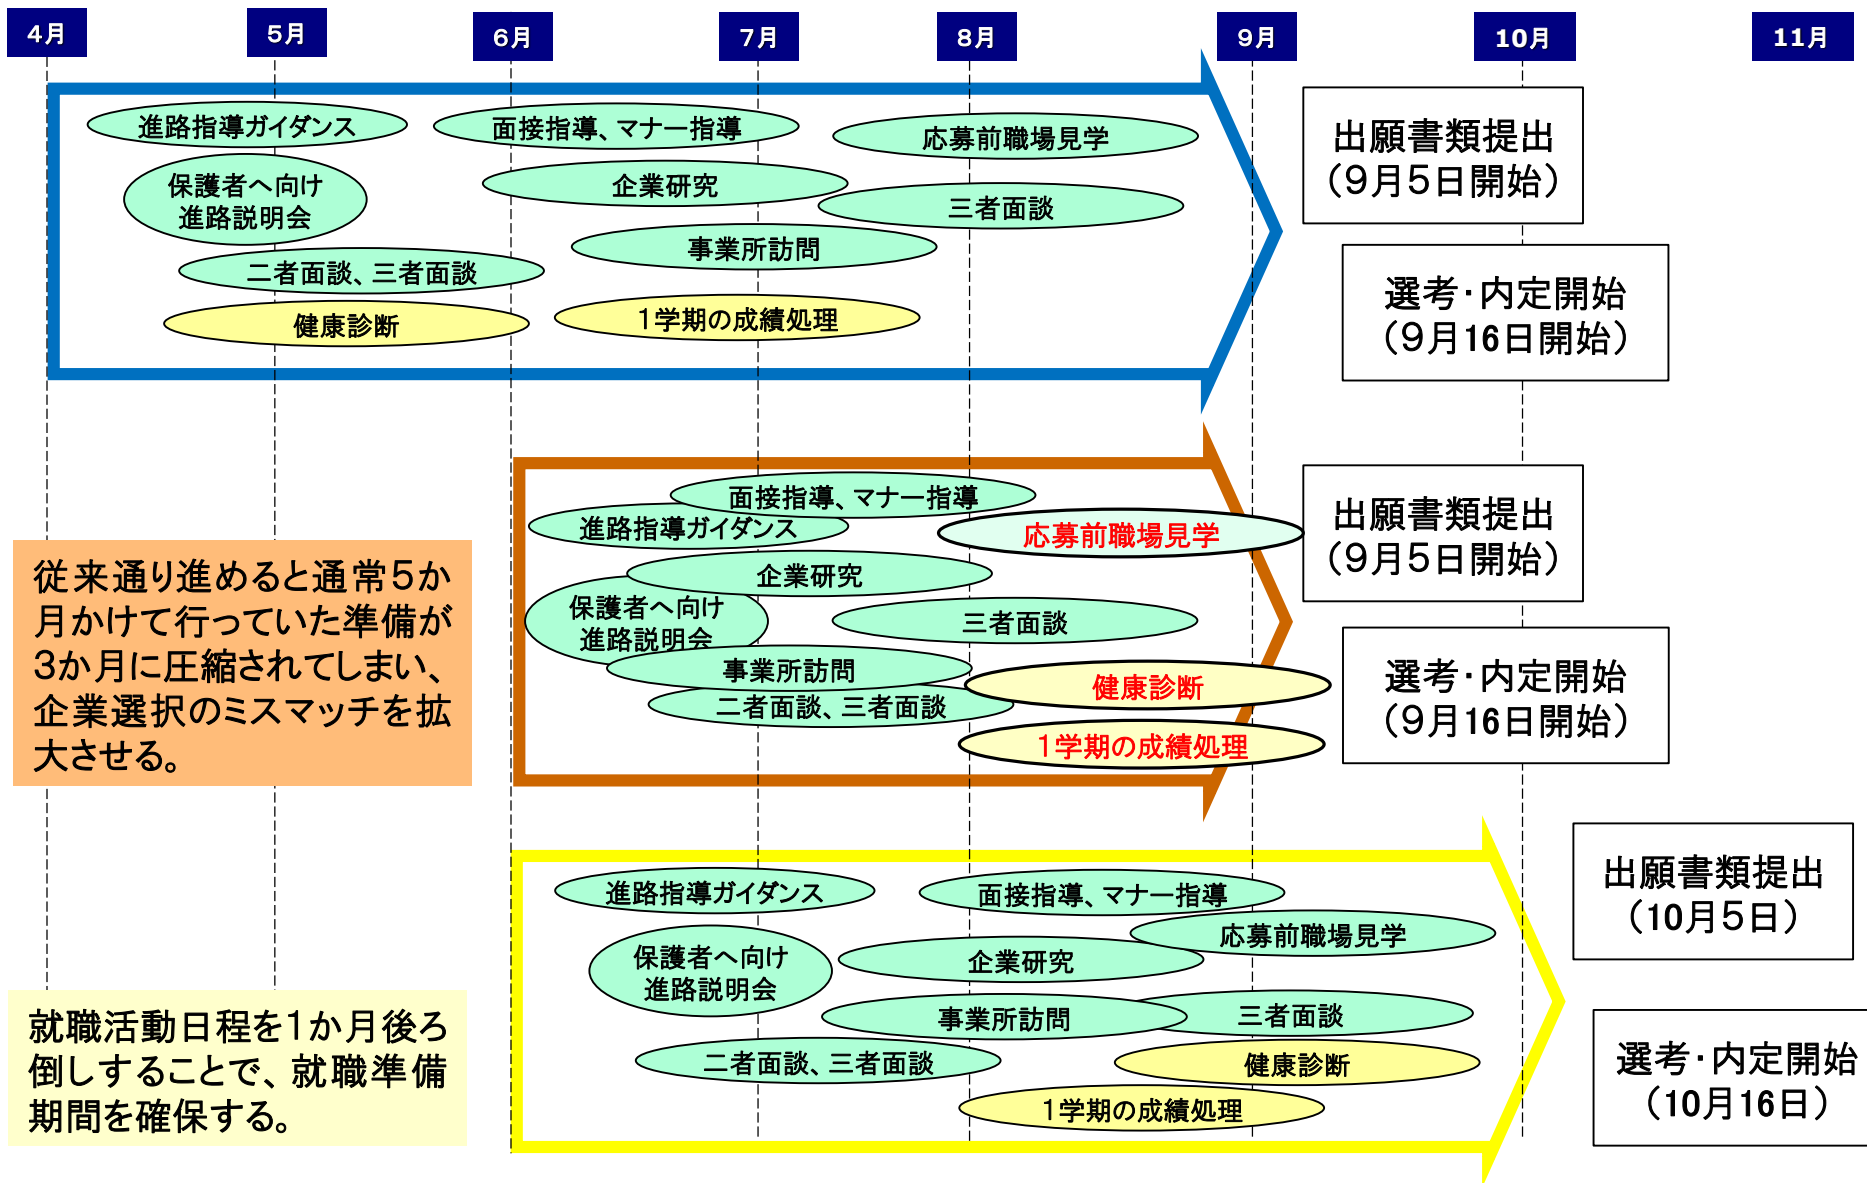 4月
5月
6月
7月
8月
9月
10月
11月
進路指導ガイダンス
面接指導、マナー指導
応募前職場見学
保護者へ向け
進路説明会
企業研究
三者面談
事業所訪問
二者面談、三者面談
健康診断
1学期の成績処理
出願書類提出
(9月5日開始)
選考・内定開始
(9月16日開始)
従来通り進めると通常5か
月かけて行っていた準備が
3か月に圧縮されてしまい、
企業選択のミスマッチを拡
大させる。
面接指導、マナー指導
進路指導ガイダンス
応募前職場見学
企業研究
保護者へ向け
進路説明会
三者面談
事業所訪問
二者面談、三者面談
健康診断
1学期の成績処理
出願書類提出
(9月5日開始)
選考・内定開始
(9月16日開始)
就職活動日程を1か月後ろ
倒しすることで、就職準備
期間を確保する。
進路指導ガイダンス
面接指導、マナー指導
応募前職場見学
保護者へ向け
進路説明会
企業研究
事業所訪問
三者面談
二者面談、三者面談
健康診断
1学期の成績処理
出願書類提出
(10月5日)
選考・内定開始
(10月16日)